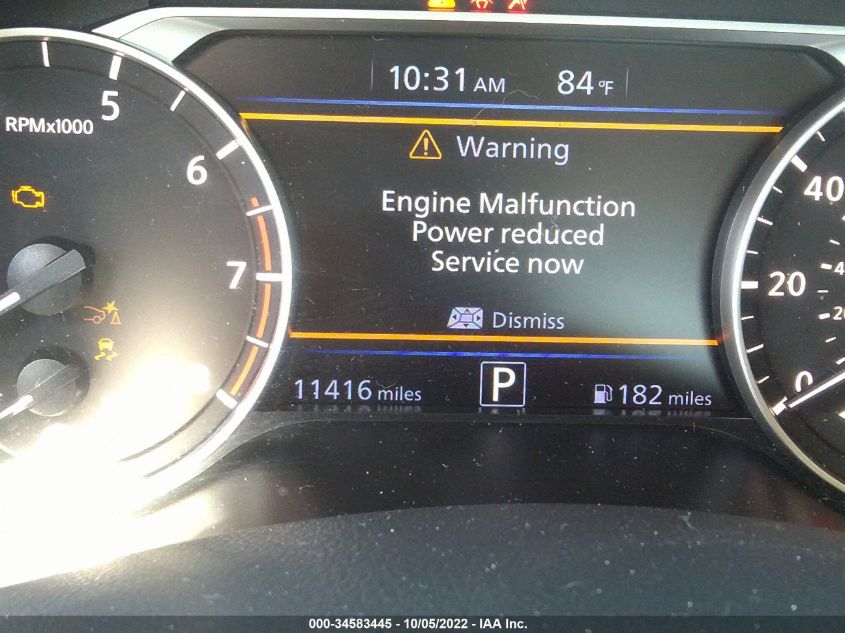 10:31 AM 84 °F
5
RPMx1000
6
7
Warning
Engine Malfunction
Power reduced
Service now
Dismiss
11416 miles P 182 miles
40
20
0
000-34583445 - 10/05/2022 - IAA Inc.